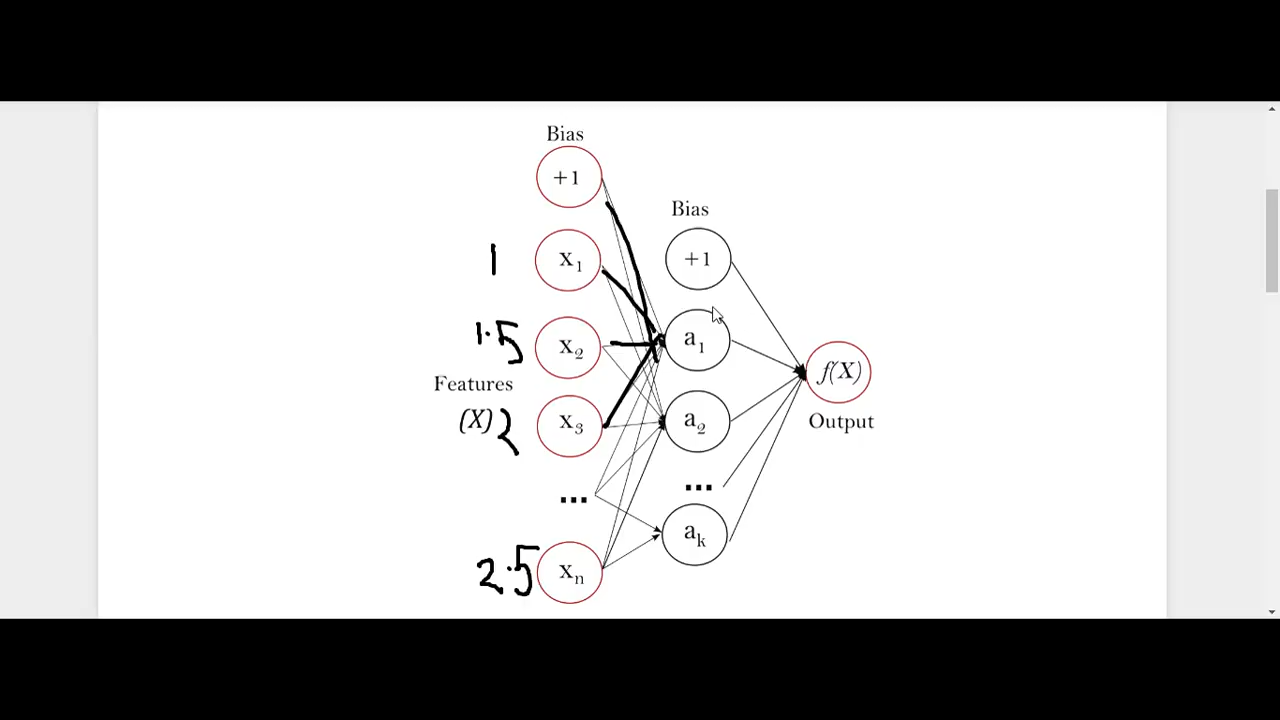 Bias
+1
Bias
1 x₁ +1
1.5 x₂ a₁
f(X)
Features
(X) 2 x₃ a₂ Output
... ...
2.5 xₙ aₖ